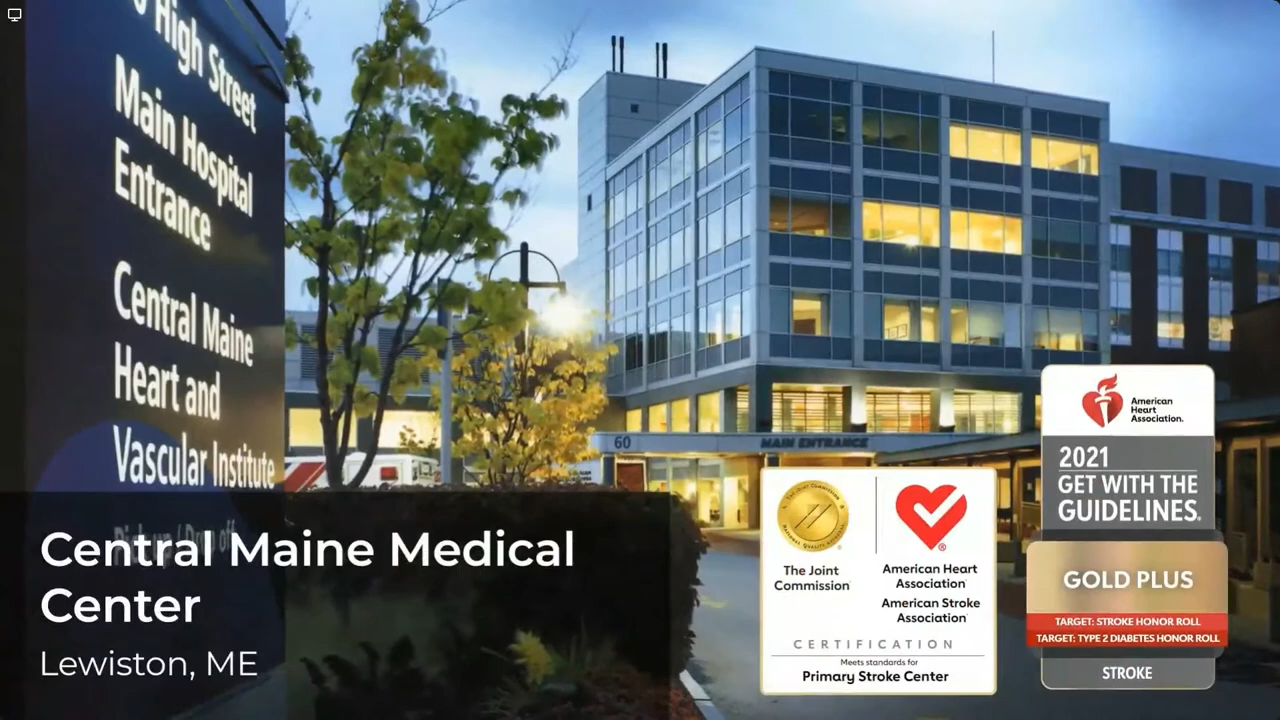 High Street
Main Hospital
Entrance
Central Maine
Heart and
Vascular Institute
60
MAIN ENTRANCE
Central Maine Medical
Center
Lewiston, ME
The Joint
Commission
American Heart
Association
American Stroke
Association
CERTIFICATION
Meets standards for
Primary Stroke Center
American
Heart
Association.
2021
GET WITH THE
GUIDELINES®
GOLD PLUS
TARGET: STROKE HONOR ROLL
TARGET: TYPE 2 DIABETES HONOR ROLL
STROKE